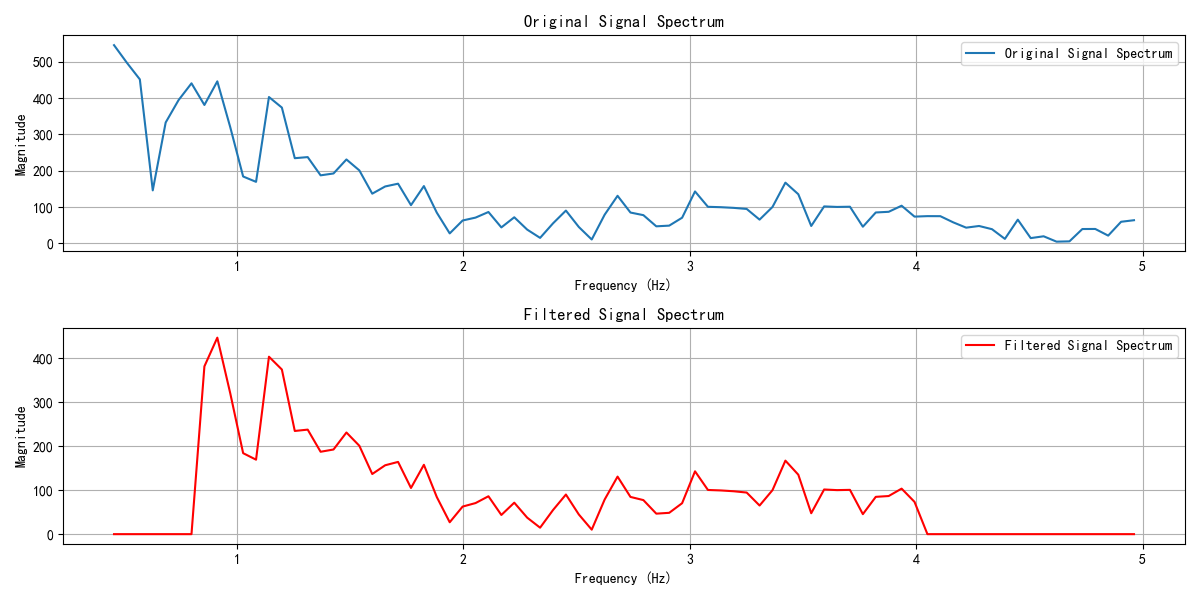 Original Signal Spectrum
Original Signal Spectrum
Magnitude
500
400
300
200
100
0
1 2 3 4 5
Frequency (Hz)
Filtered Signal Spectrum
Filtered Signal Spectrum
Magnitude
400
300
200
100
0
1 2 3 4 5
Frequency (Hz)